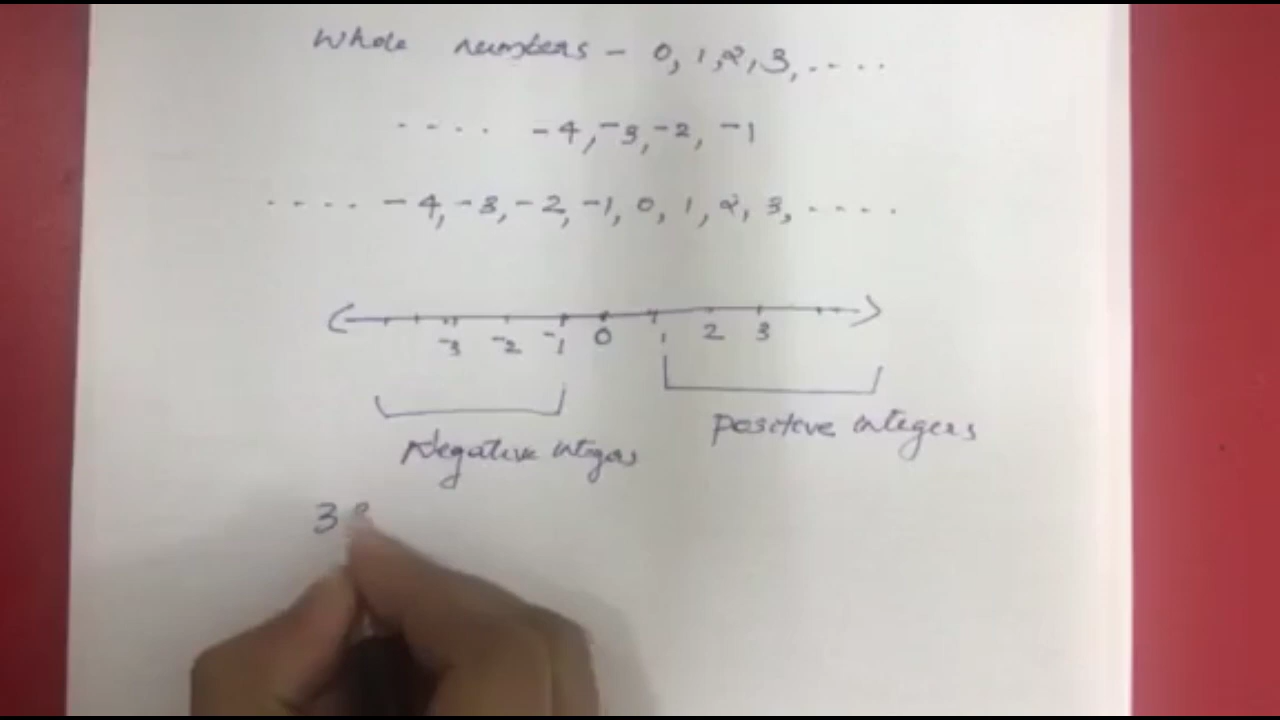 Whole numbers - 0, 1, 2, 3, ....
.... -4, -3, -2, -1
.... -4, -3, -2, -1, 0, 1, 2, 3, ....
-3 -2 -1 0 1 2 3
Negative integers
positive integers
3